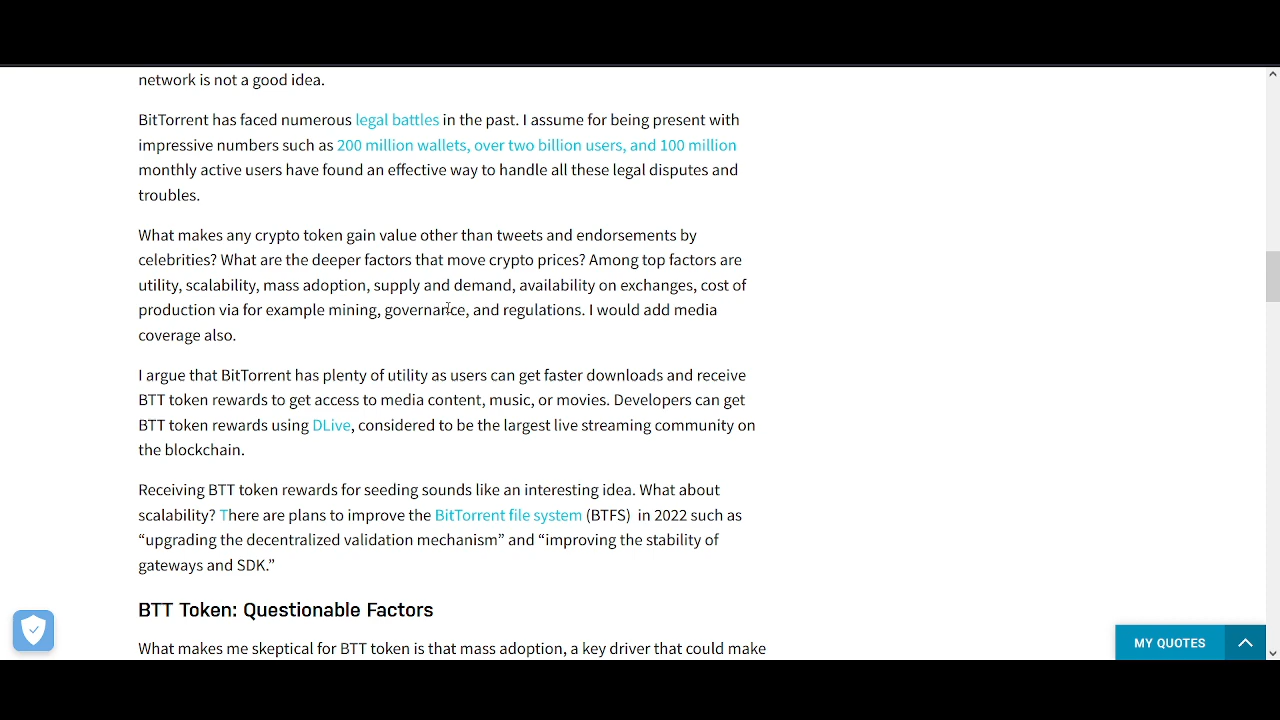 network is not a good idea.
BitTorrent has faced numerous legal battles in the past. I assume for being present with
impressive numbers such as 200 million wallets, over two billion users, and 100 million
monthly active users have found an effective way to handle all these legal disputes and
troubles.
What makes any crypto token gain value other than tweets and endorsements by
celebrities? What are the deeper factors that move crypto prices? Among top factors are
utility, scalability, mass adoption, supply and demand, availability on exchanges, cost of
production via for example mining, governance, and regulations. I would add media
coverage also.
I argue that BitTorrent has plenty of utility as users can get faster downloads and receive
BTT token rewards to get access to media content, music, or movies. Developers can get
BTT token rewards using DLive, considered to be the largest live streaming community on
the blockchain.
Receiving BTT token rewards for seeding sounds like an interesting idea. What about
scalability? There are plans to improve the BitTorrent file system (BTFS) in 2022 such as
“upgrading the decentralized validation mechanism” and “improving the stability of
gateways and SDK.”
BTT Token: Questionable Factors
What makes me skeptical for BTT token is that mass adoption, a key driver that could make
MY QUOTES